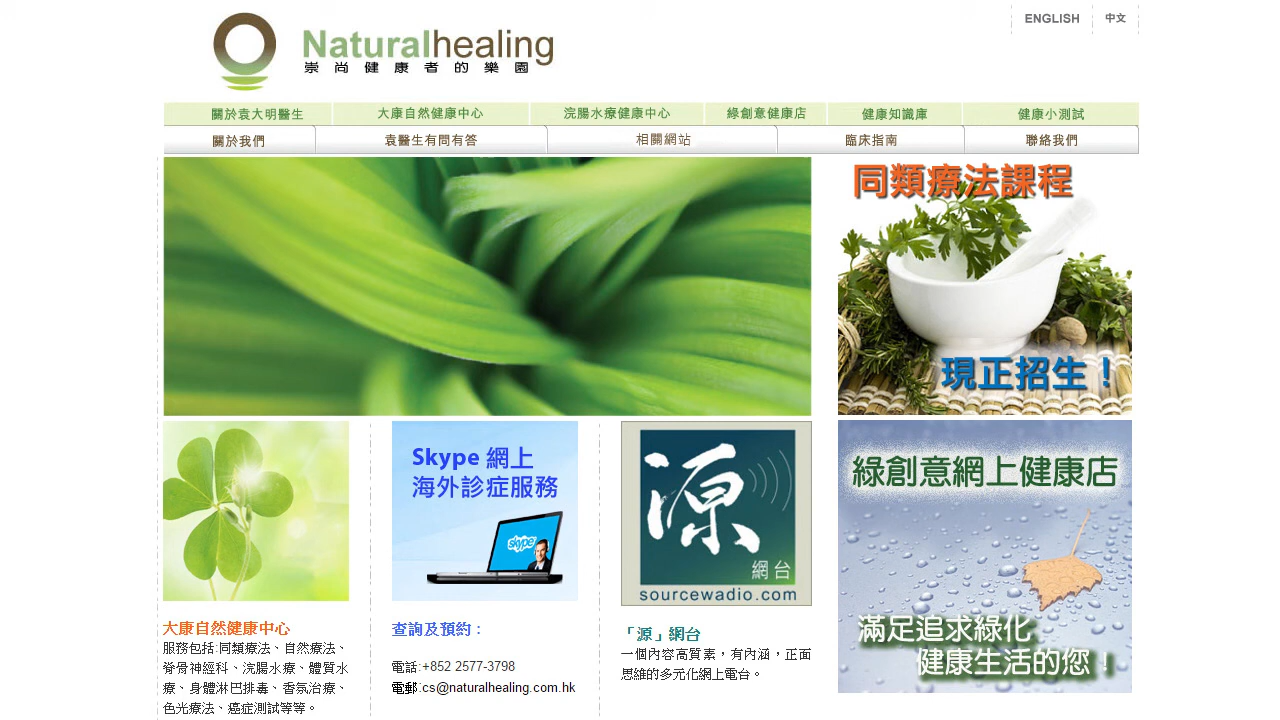 ENGLISH
中文
Naturalhealing
崇尚健康者的樂園
關於袁大明醫生
大康自然健康中心
浣腸水療健康中心
綠創意健康店
健康知識庫
健康小測試
關於我們
袁醫生有問有答
相關網站
臨床指南
聯絡我們
同類療法課程
現正招生！
Skype 網上
海外診症服務
skype
源
網台
sourcewadio.com
綠創意網上健康店
滿足追求綠化
健康生活的您！
大康自然健康中心
服務包括:同類療法、自然療法、
脊骨神經科、浣腸水療、體質水
療、身體淋巴排毒、香氛治療、
色光療法、癌症測試等等。
查詢及預約：
電話:+852 2577-3798
電郵:cs@naturalhealing.com.hk
「源」網台
一個內容高質素，有內涵，正面
思維的多元化網上電台。